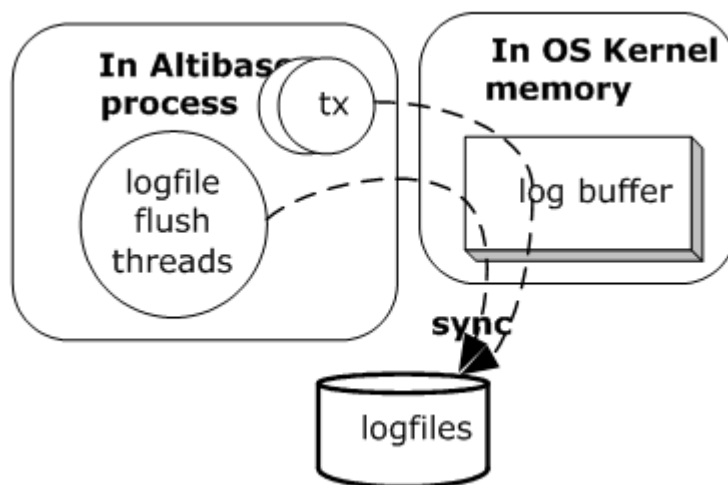 In Altibase
process
tx
logfile
flush
threads
In OS Kernel
memory
log buffer
sync
logfiles